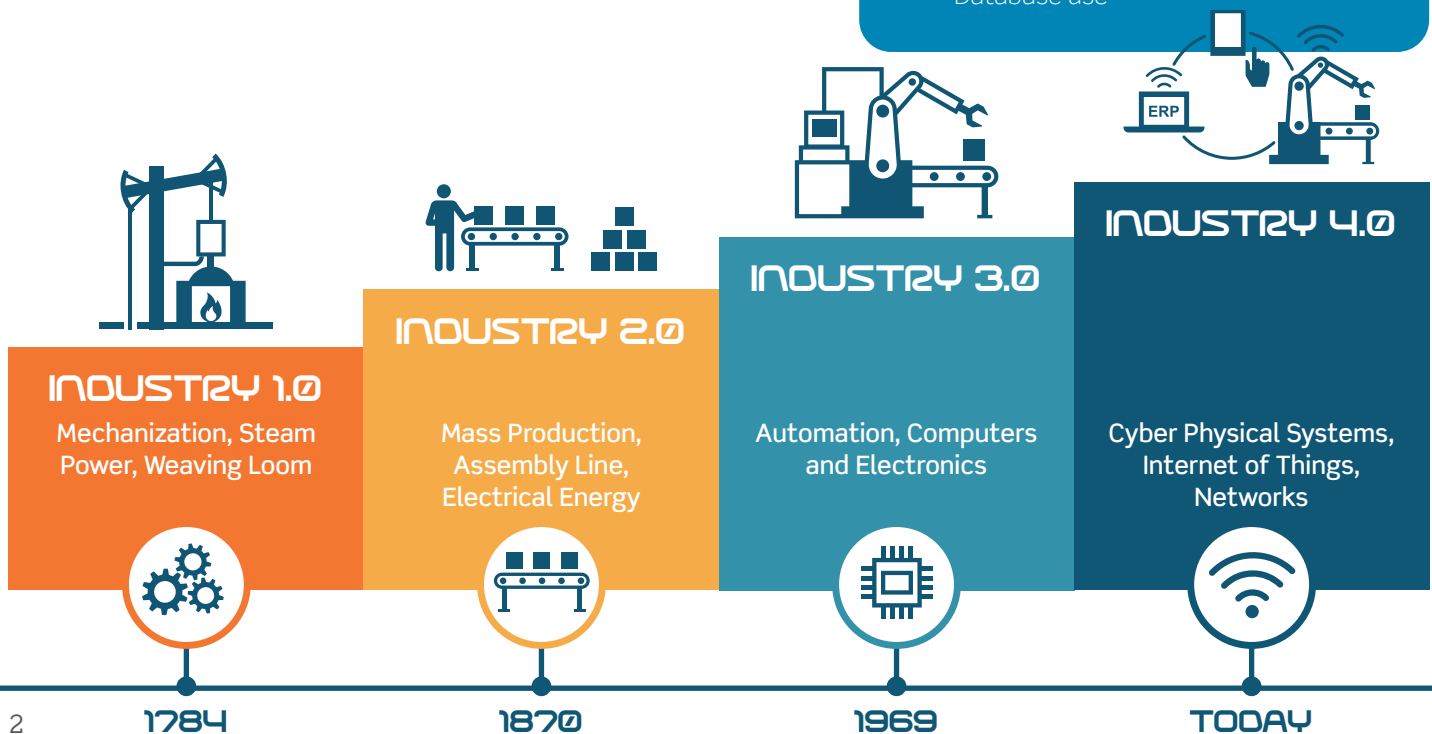 Database use
ERP
INDUSTRY 1.0
Mechanization, Steam
Power, Weaving Loom
INDUSTRY 2.0
Mass Production,
Assembly Line,
Electrical Energy
INDUSTRY 3.0
Automation, Computers
and Electronics
INDUSTRY 4.0
Cyber Physical Systems,
Internet of Things,
Networks
2
1784
1870
1969
TODAY